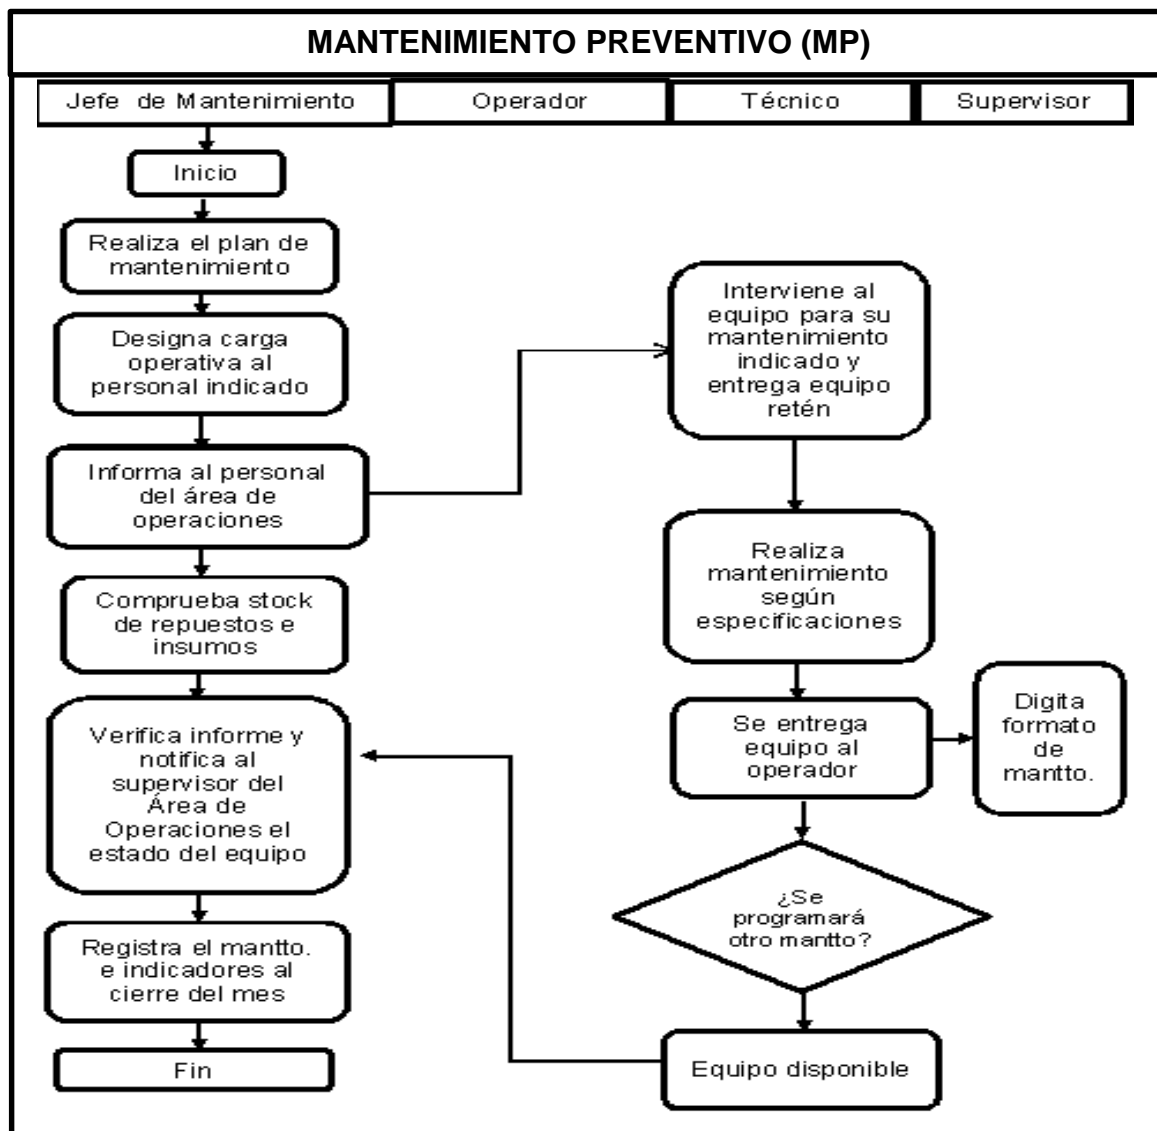 MANTENIMIENTO PREVENTIVO (MP)
Jefe de Mantenimiento
Operador
Técnico
Supervisor
Inicio
Realiza el plan de
mantenimiento
Designa carga
operativa al
personal indicado
Informa al personal
del área de
operaciones
Comprueba stock
de repuestos e
insumos
Verifica informe y
notifica al
supervisor del
Área de
Operaciones el
estado del equipo
Registra el mantto.
e indicadores al
cierre del mes
Fin
Interviene al
equipo para su
mantenimiento
indicado y
entrega equipo
retén
Realiza
mantenimiento
según
especificaciones
Se entrega
equipo al
operador
Digita
formato
de
mantto.
¿Se
programará
otro mantto?
Equipo disponible